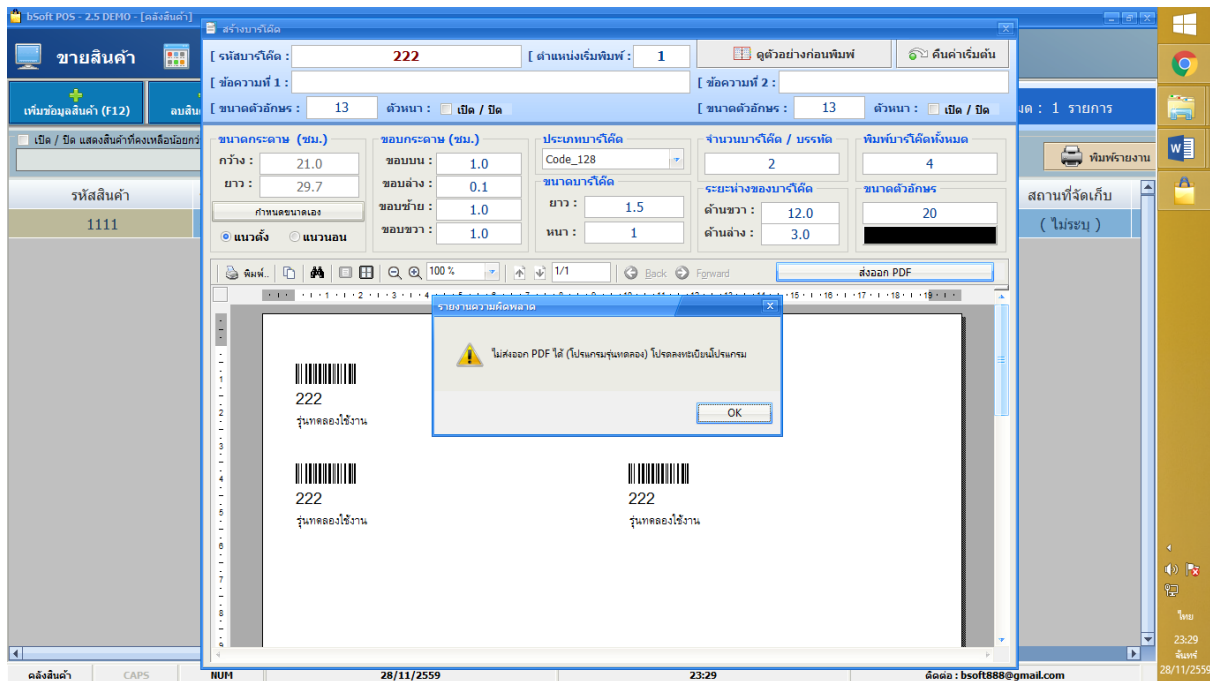 bSoft POS - 2.5 DEMO - [คลังสินค้า]
สร้างบาร์โค๊ด
ขายสินค้า
[ รหัสบาร์โค๊ด : 222 [ ตำแหน่งเริ่มพิมพ์ : 1 ดูตัวอย่างก่อนพิมพ์ คืนค่าเริ่มต้น
[ ข้อความที่ 1 : [ ข้อความที่ 2 :
เพิ่มข้อมูลสินค้า (F12) ลบสิน [ ขนาดตัวอักษร : 13 ตัวหนา : เปิด / ปิด [ ขนาดตัวอักษร : 13 ตัวหนา : เปิด / ปิด มด : 1 รายการ
เปิด / ปิด แสดงสินค้าที่คงเหลือน้อยกว่ ขนาดกระดาษ (ซม.) ขอบกระดาษ (ซม.) ประเภทบาร์โค๊ด จำนวนบาร์โค๊ด / บรรทัด พิมพ์บาร์โค๊ดทั้งหมด
กว้าง : 21.0 ขอบบน : 1.0 Code_128 2 4 พิมพ์รายงาน
ยาว : 29.7 ขอบล่าง : 0.1 ขนาดบาร์โค๊ด ระยะห่างของบาร์โค๊ด ขนาดตัวอักษร
รหัสสินค้า กำหนดขนาดเอง ขอบซ้าย : 1.0 ยาว : 1.5 ด้านขวา : 12.0 20 สถานที่จัดเก็บ
1111 แนวตั้ง แนวนอน ขอบขวา : 1.0 หนา : 1 ด้านล่าง : 3.0 ( ไม่ระบุ )
พิมพ์.. 100 % 1/1 Back Forward ส่งออก PDF
รายงานความผิดพลาด
ไม่ส่งออก PDF ได้ (โปรแกรมรุ่นทดลอง) โปรดลงทะเบียนโปรแกรม
OK
222
รุ่นทดลองใช้งาน
222 222
รุ่นทดลองใช้งาน รุ่นทดลองใช้งาน
ไทย
23:29
จันทร์
28/11/2559
คลังสินค้า CAPS NUM 28/11/2559 23:29 ติดต่อ : bsoft888@gmail.com